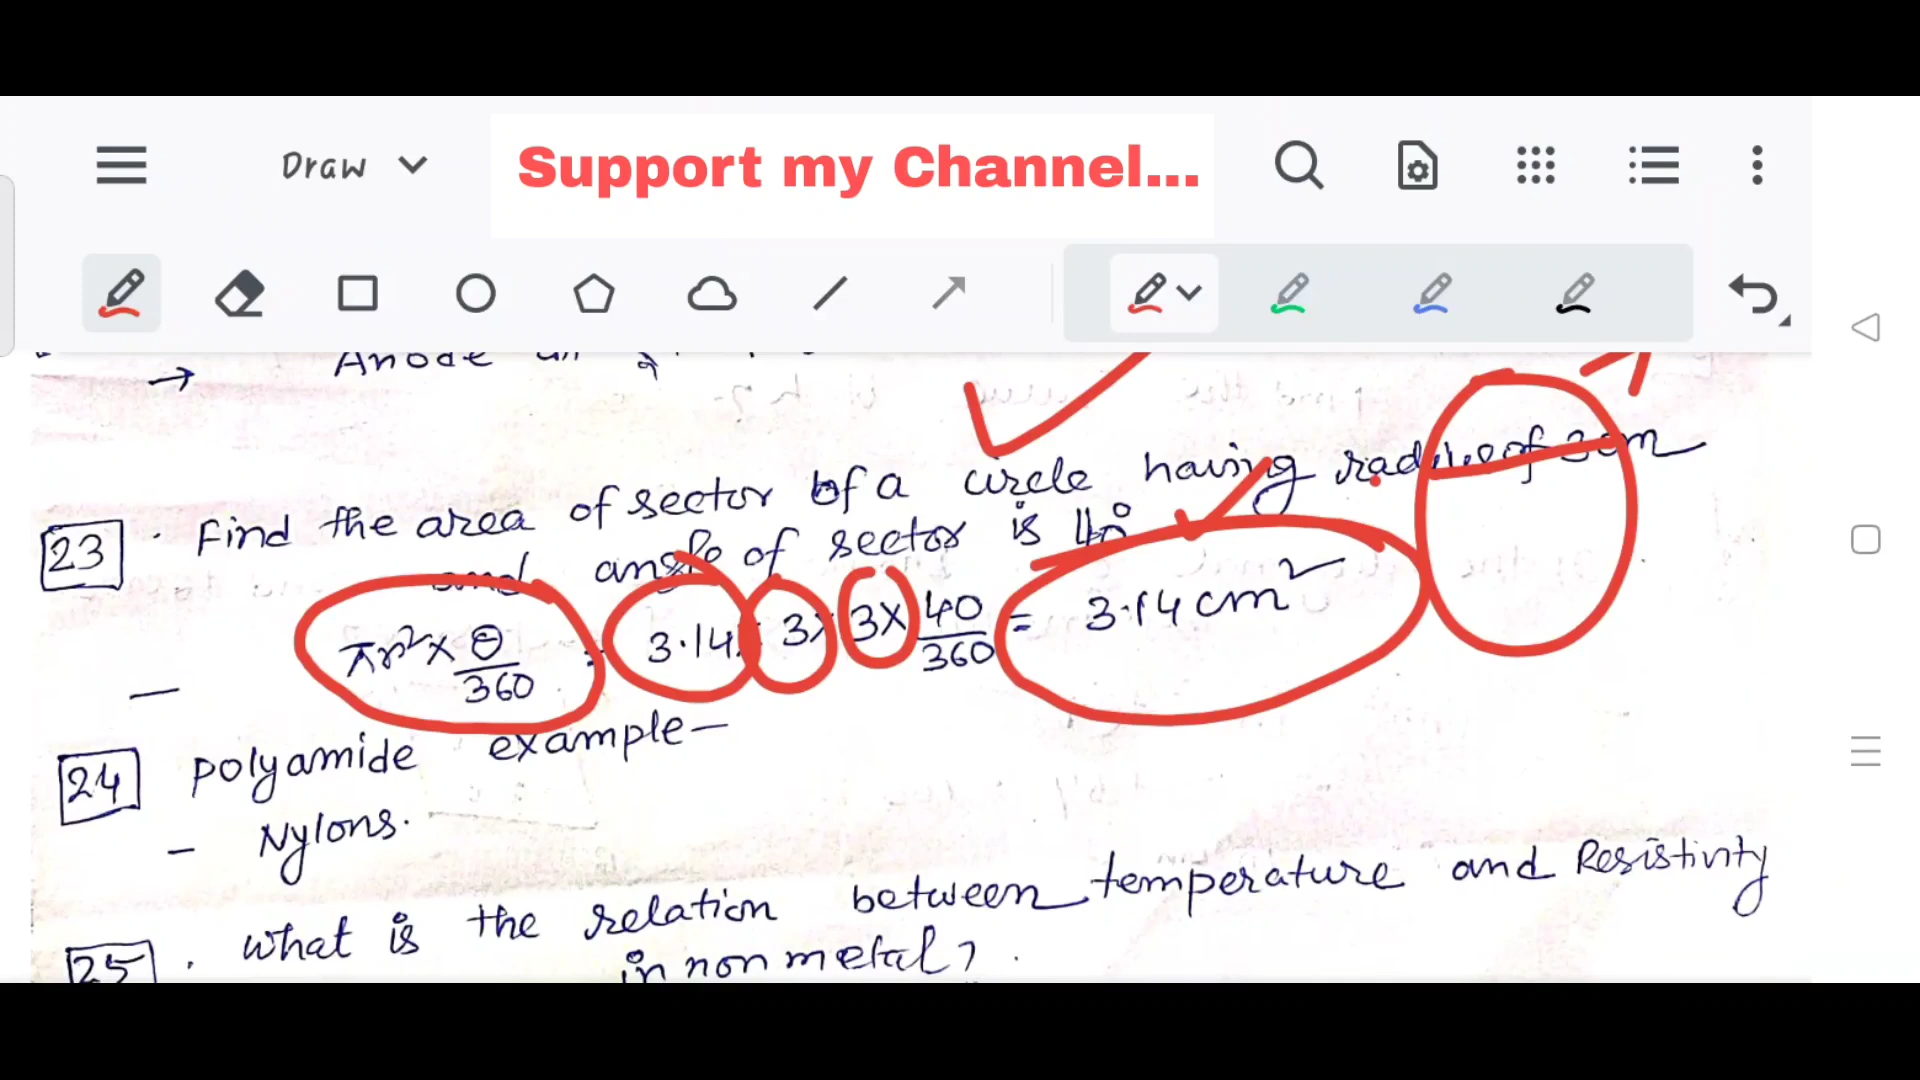 Draw
Support my Channel...
Anode
23 . Find the area of sector of a circle having radius of 3cm
and angle of sector is 40°
πr² x θ/360 = 3.14 x 3 x 3 x 40/360 = 3.14 cm²
24 polyamide example —
— Nylons.
25 . What is the relation between temperature and Resistivity
in non metal?